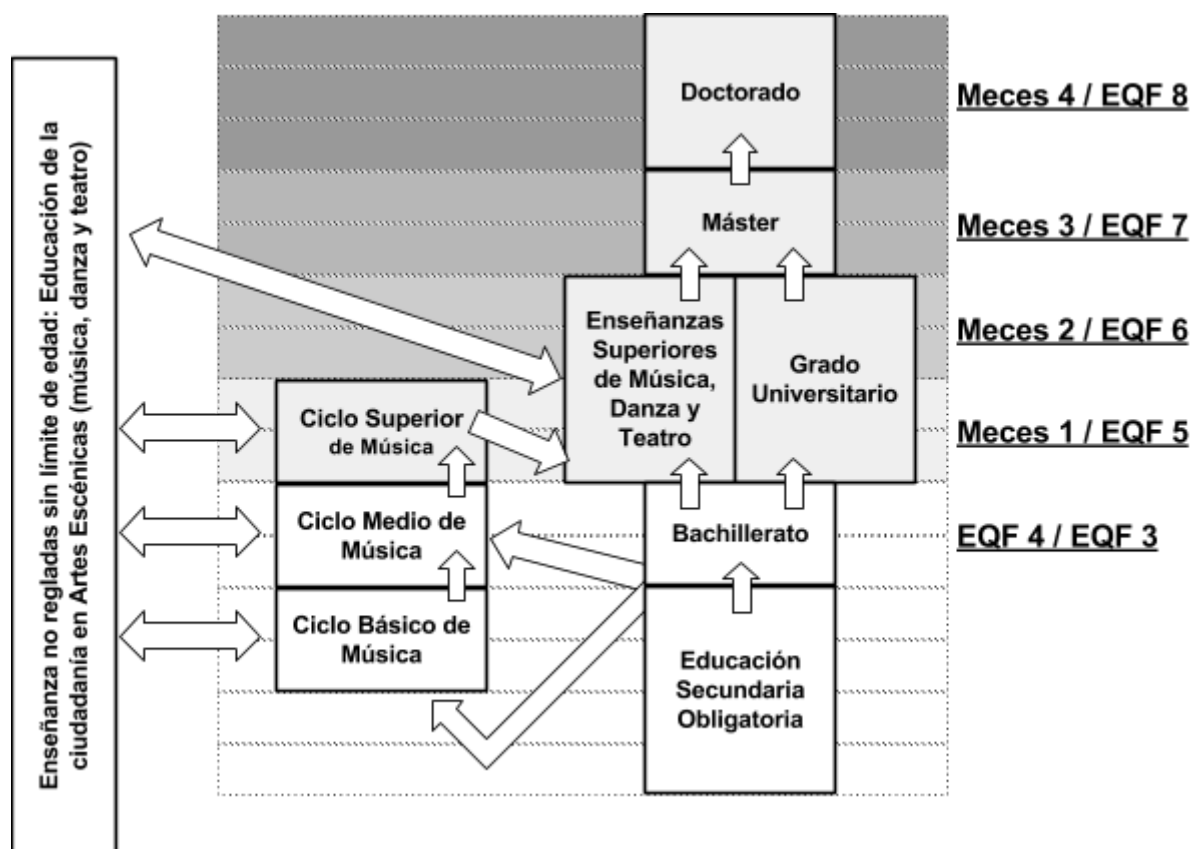 Enseñanza no regladas sin límite de edad: Educación de la
ciudadanía en Artes Escénicas (música, danza y teatro)
Doctorado
Meces 4 / EQF 8
Máster
Meces 3 / EQF 7
Enseñanzas
Superiores
de Música,
Danza y
Teatro
Grado
Universitario
Meces 2 / EQF 6
Ciclo Superior
de Música
Meces 1 / EQF 5
Ciclo Medio de
Música
Bachillerato
EQF 4 / EQF 3
Ciclo Básico de
Música
Educación
Secundaria
Obligatoria